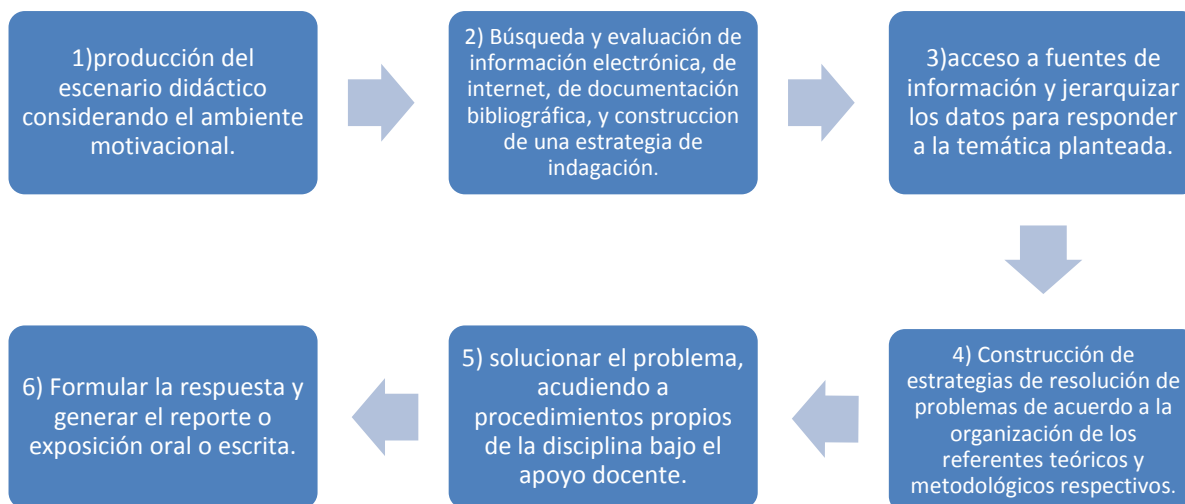 1)producción del
escenario didáctico
considerando el ambiente
motivacional.
2) Búsqueda y evaluación de
información electrónica, de
internet, de documentación
bibliográfica, y construccion
de una estrategia de
indagación.
3)acceso a fuentes de
información y jerarquizar
los datos para responder
a la temática planteada.
4) Construcción de
estrategias de resolución de
problemas de acuerdo a la
organización de los
referentes teóricos y
metodológicos respectivos.
5) solucionar el problema,
acudiendo a
procedimientos propios
de la disciplina bajo el
apoyo docente.
6) Formular la respuesta y
generar el reporte o
exposición oral o escrita.